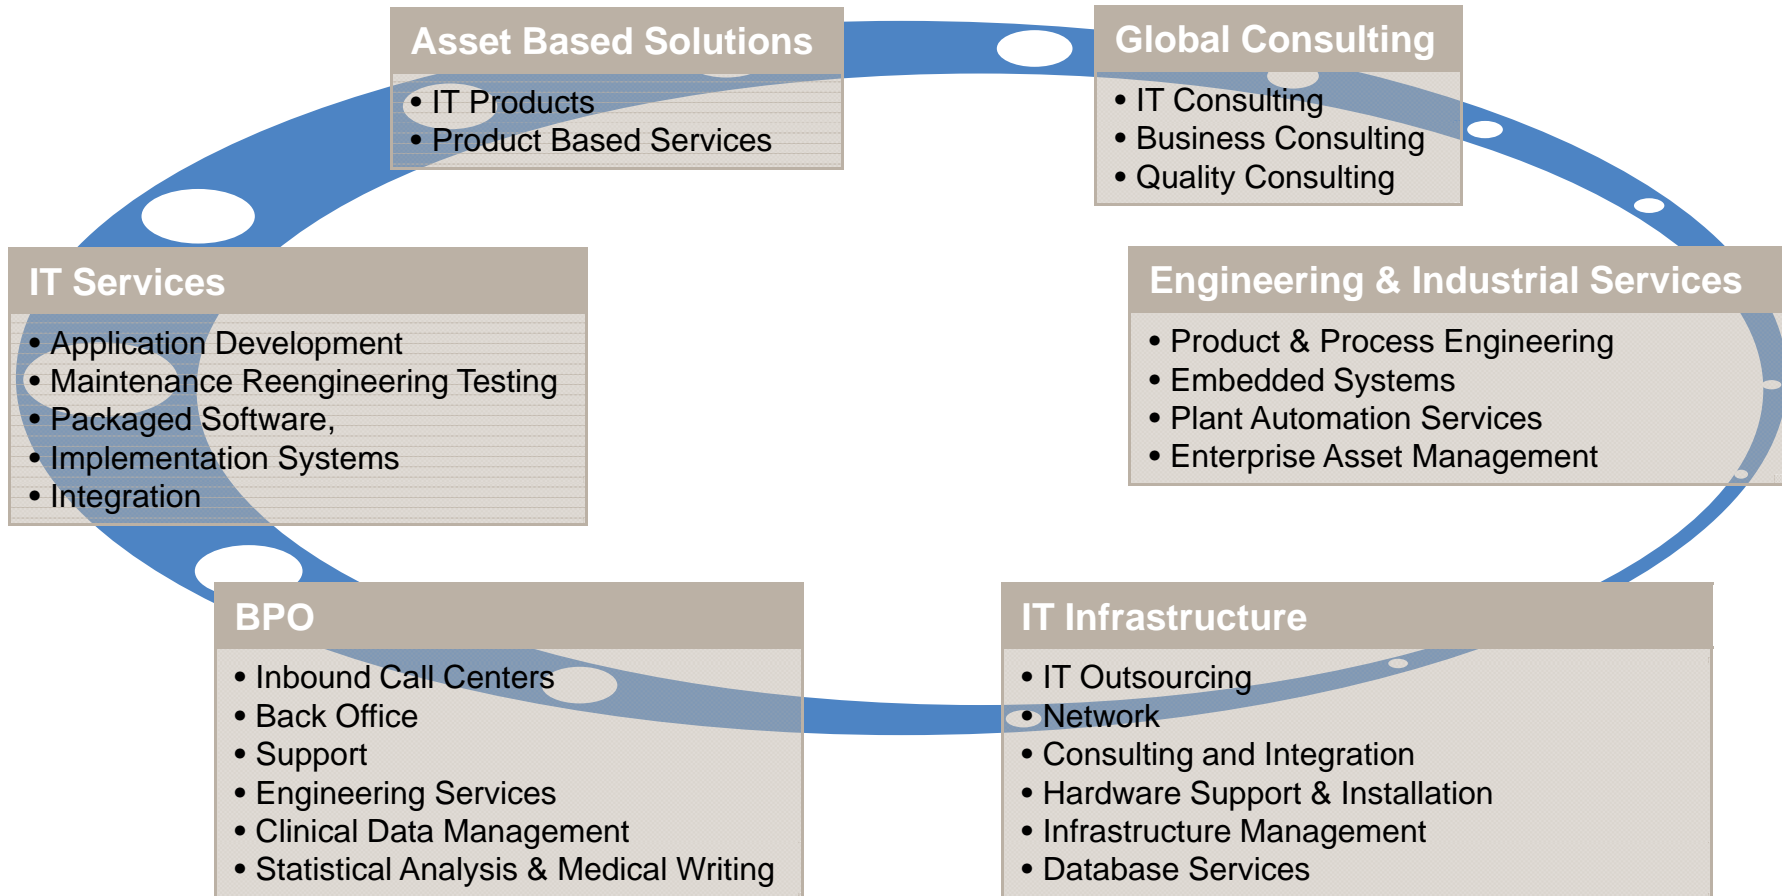 Asset Based Solutions
• IT Products
• Product Based Services
Global Consulting
• IT Consulting
• Business Consulting
• Quality Consulting
IT Services
• Application Development
• Maintenance Reengineering Testing
• Packaged Software,
• Implementation Systems
• Integration
Engineering & Industrial Services
• Product & Process Engineering
• Embedded Systems
• Plant Automation Services
• Enterprise Asset Management
BPO
• Inbound Call Centers
• Back Office
• Support
• Engineering Services
• Clinical Data Management
• Statistical Analysis & Medical Writing
IT Infrastructure
• IT Outsourcing
• Network
• Consulting and Integration
• Hardware Support & Installation
• Infrastructure Management
• Database Services